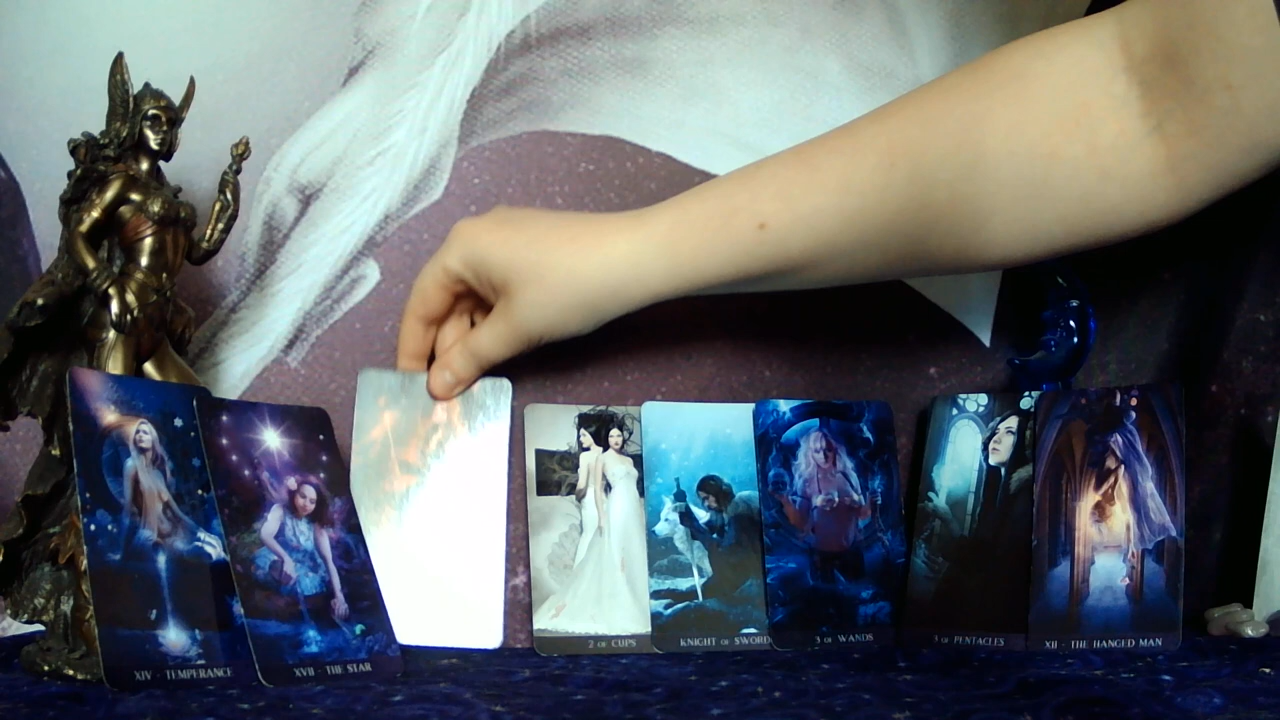 XIV · TEMPERANCE
XVII · THE STAR
2 OF CUPS
KNIGHT OF SWORD
3 OF WANDS
3 OF PENTACLES
XII · THE HANGED MAN